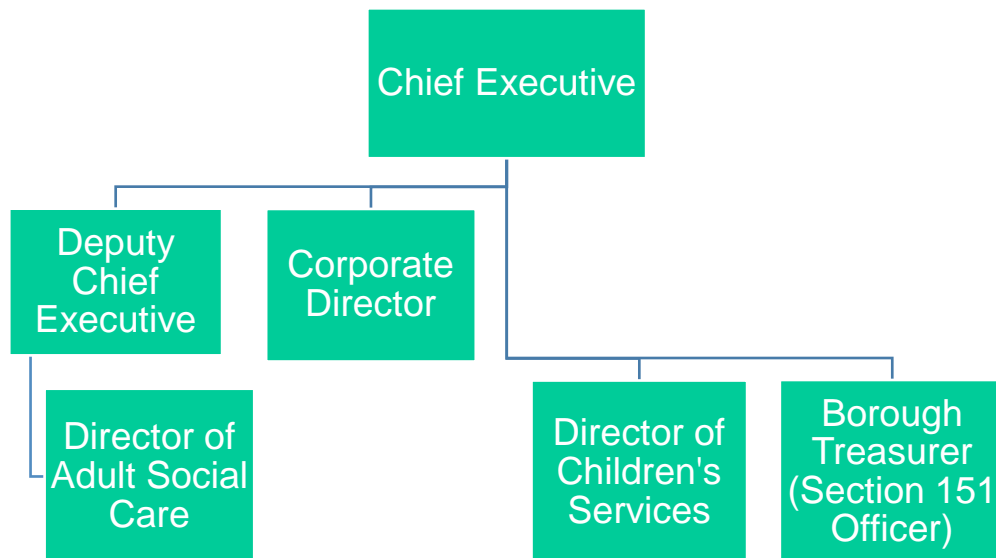 Chief Executive
Deputy
Chief
Executive
Corporate
Director
Director of
Adult Social
Care
Director of
Children's
Services
Borough
Treasurer
(Section 151
Officer)